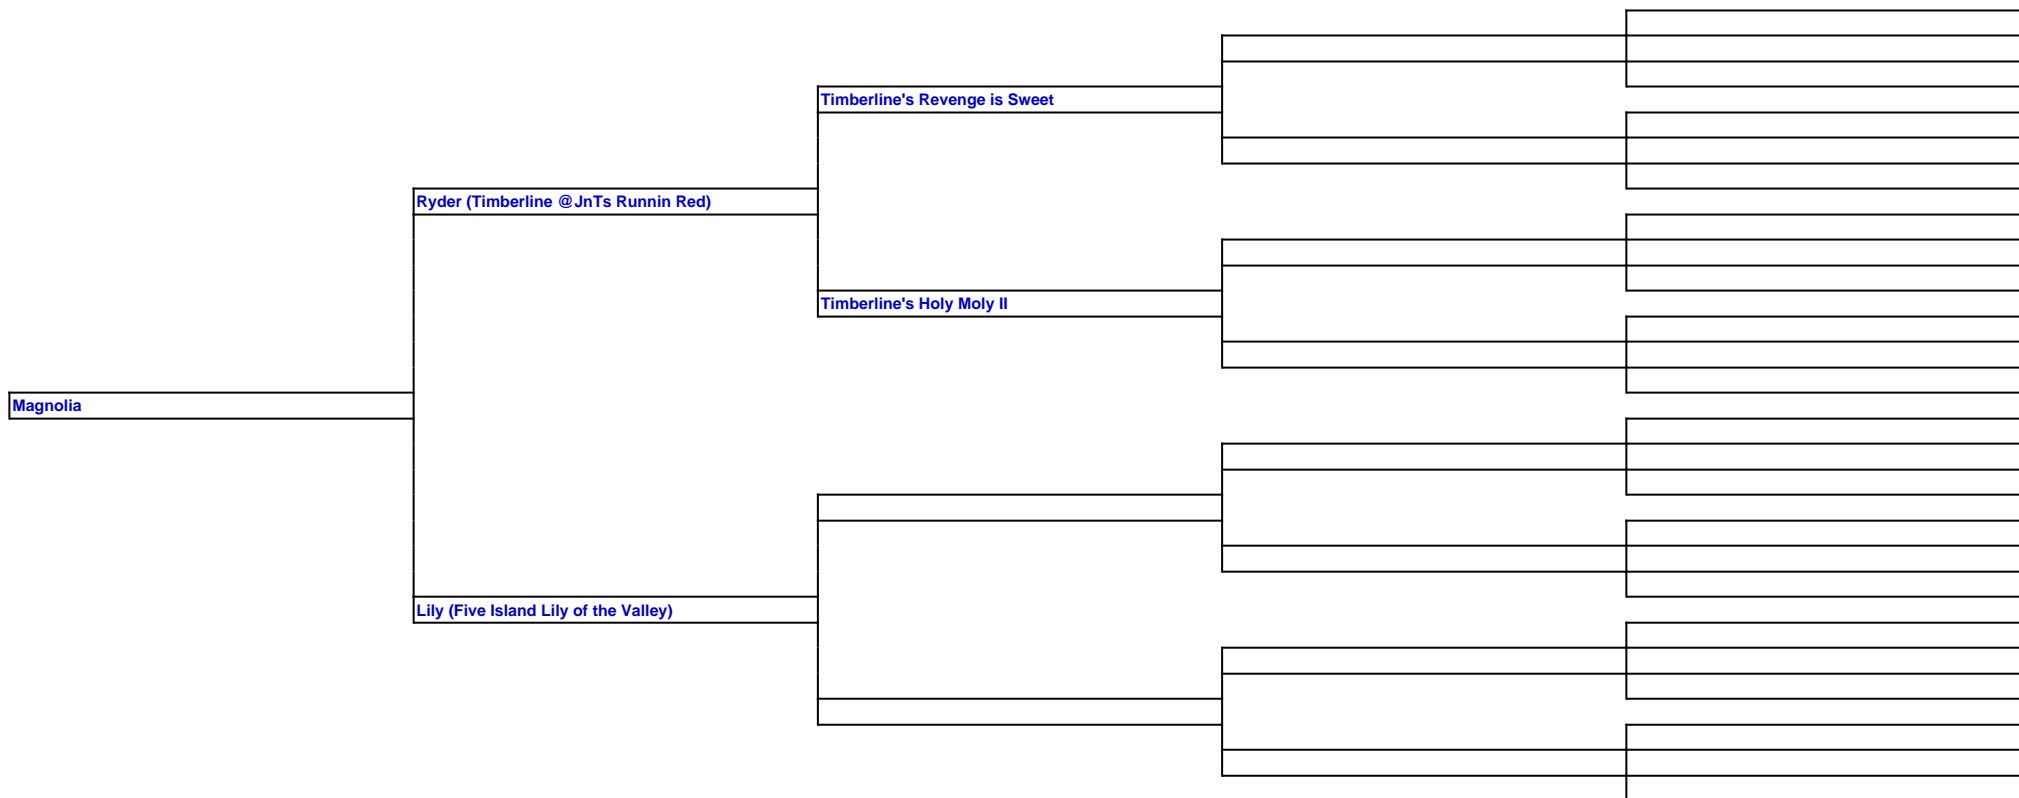 Timberline's Revenge is Sweet
Ryder (Timberline @JnTs Runnin Red)
Timberline's Holy Moly II
Magnolia
Lily (Five Island Lily of the Valley)